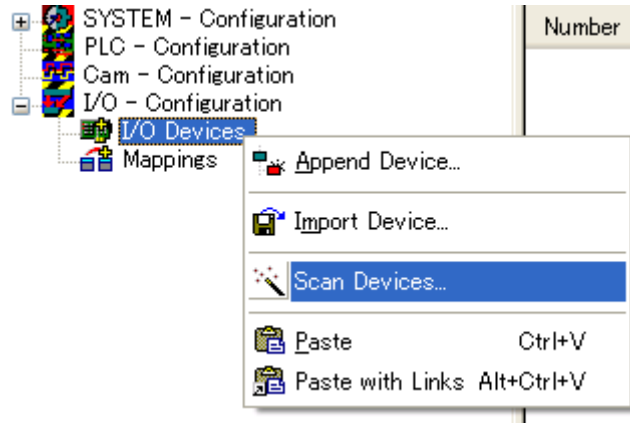 SYSTEM - Configuration
Number
PLC - Configuration
Cam - Configuration
I/O - Configuration
I/O Devices
Mappings
Append Device...
Import Device...
Scan Devices...
Paste Ctrl+V
Paste with Links Alt+Ctrl+V